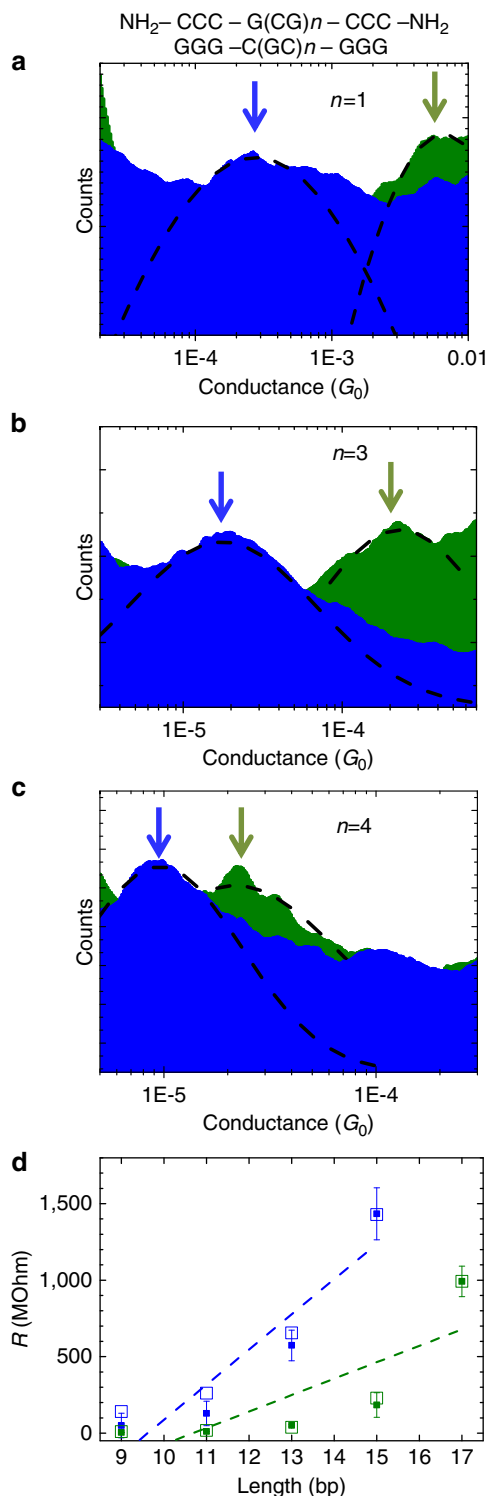 NH2– CCC – G(CG)n – CCC –NH2
GGG –C(GC)n – GGG
a
n=1
Counts
1E-4 1E-3 0.01
Conductance (G0)
b
n=3
Counts
1E-5 1E-4
Conductance (G0)
c
n=4
Counts
1E-5 1E-4
Conductance (G0)
d
R (MOhm)
1,500
1,000
500
0
9 10 11 12 13 14 15 16 17
Length (bp)